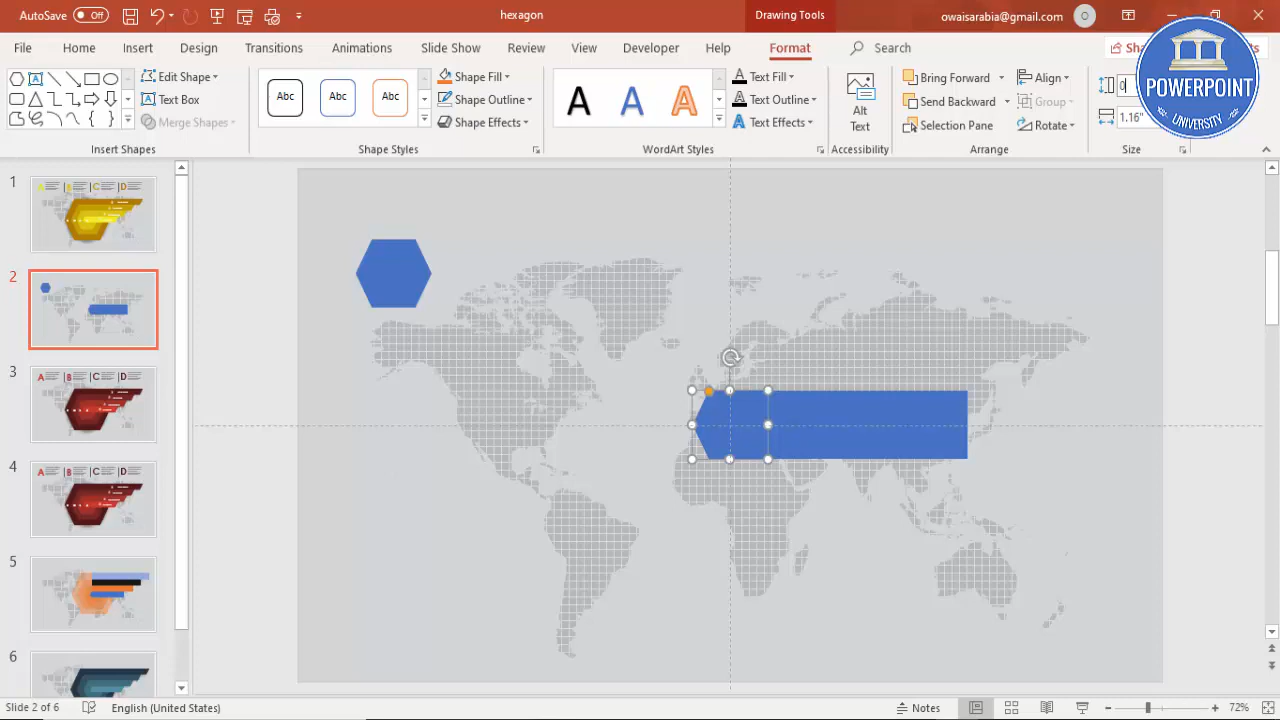 AutoSave Off
hexagon
Drawing Tools
owaisarabia@gmail.com
O
File Home Insert Design Transitions Animations Slide Show Review View Developer Help Format Search
Edit Shape
Text Box
Merge Shapes
Insert Shapes
Abc Abc Abc
Shape Fill
Shape Outline
Shape Effects
Shape Styles
A A A
Text Fill
Text Outline
Text Effects
WordArt Styles
Alt
Text
Accessibility
Bring Forward
Send Backward
Selection Pane
Align
Group
Rotate
Arrange
1.16"
Size
POWERPOINT
UNIVERSITY
1
A B C D
2
3
A B C D
4
A B C D
5
6
Slide 2 of 6
English (United States)
Notes
72%